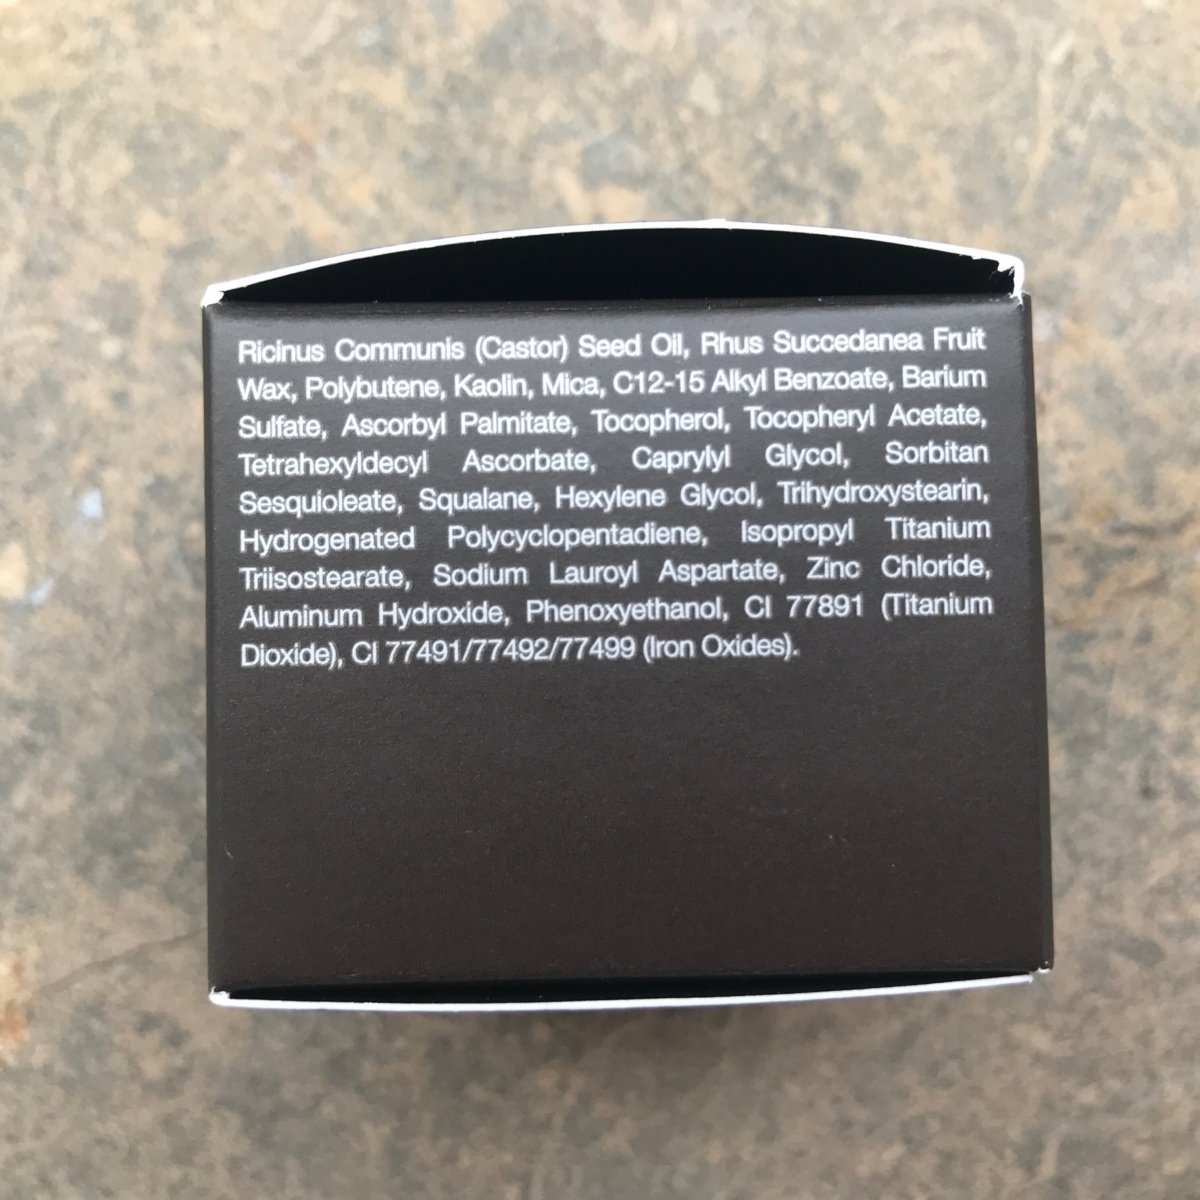 Ricinus Communis (Castor) Seed Oil, Rhus Succedanea Fruit
Wax, Polybutene, Kaolin, Mica, C12-15 Alkyl Benzoate, Barium
Sulfate, Ascorbyl Palmitate, Tocopherol, Tocopheryl Acetate,
Tetrahexyldecyl Ascorbate, Caprylyl Glycol, Sorbitan
Sesquioleate, Squalane, Hexylene Glycol, Trihydroxystearin,
Hydrogenated Polycyclopentadiene, Isopropyl Titanium
Triisostearate, Sodium Lauroyl Aspartate, Zinc Chloride,
Aluminum Hydroxide, Phenoxyethanol, CI 77891 (Titanium
Dioxide), CI 77491/77492/77499 (Iron Oxides).